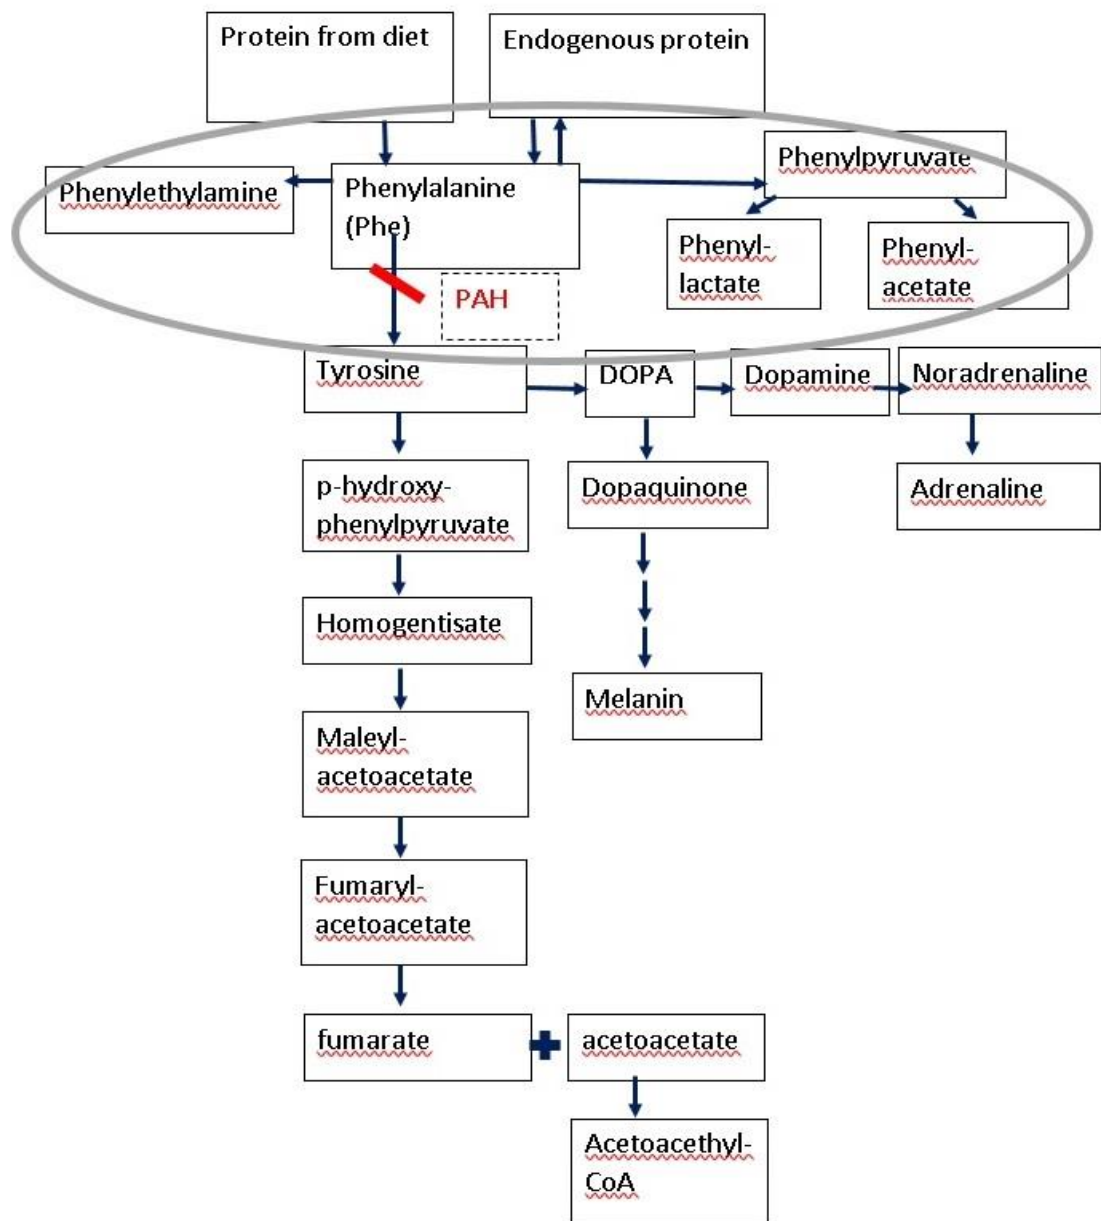 Protein from diet
Endogenous protein
Phenylethylamine
Phenylalanine
(Phe)
Phenylpyruvate
Phenyl-
lactate
Phenyl-
acetate
PAH
Tyrosine
DOPA
Dopamine
Noradrenaline
p-hydroxy-
phenylpyruvate
Dopaquinone
Adrenaline
Homogentisate
Melanin
Maleyl-
acetoacetate
Fumaryl-
acetoacetate
fumarate
acetoacetate
Acetoacethyl-
CoA